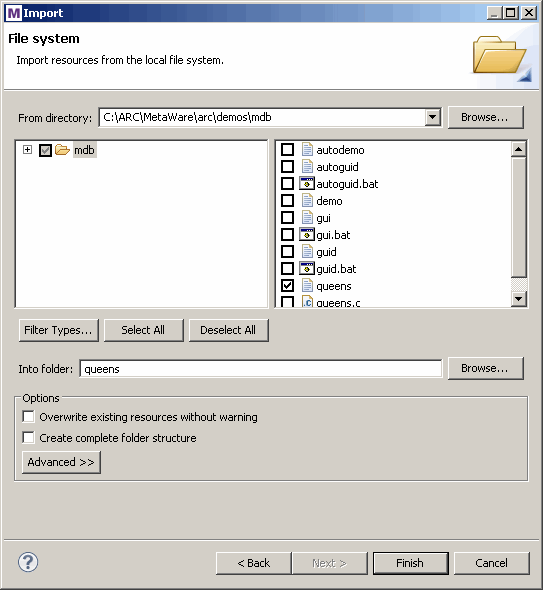 Import
File system
Import resources from the local file system.
From directory: C:\ARC\MetaWare\arc\demos\mdb Browse...
mdb
autodemo
autoguid
autoguid.bat
demo
gui
gui.bat
guid
guid.bat
queens
queens.c
Filter Types... Select All Deselect All
Into folder: queens Browse...
Options
Overwrite existing resources without warning
Create complete folder structure
Advanced >>
< Back Next > Finish Cancel